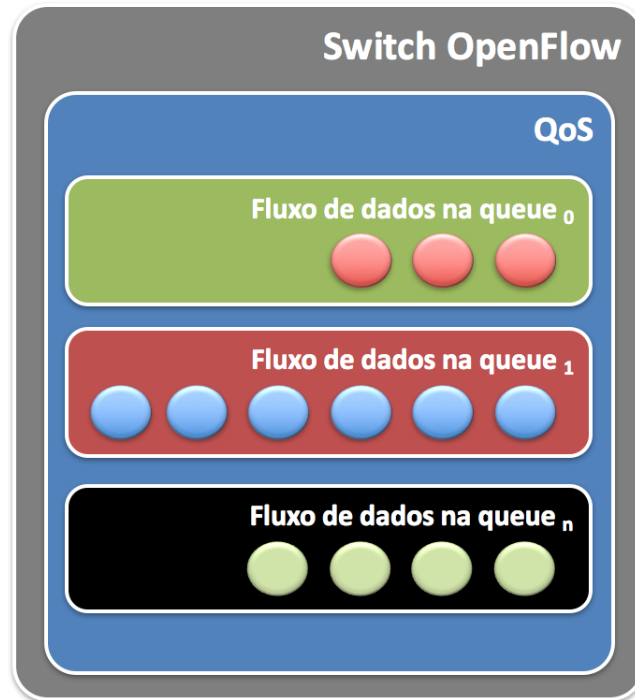 Switch OpenFlow
QoS
Fluxo de dados na queue 0
Fluxo de dados na queue 1
Fluxo de dados na queue n